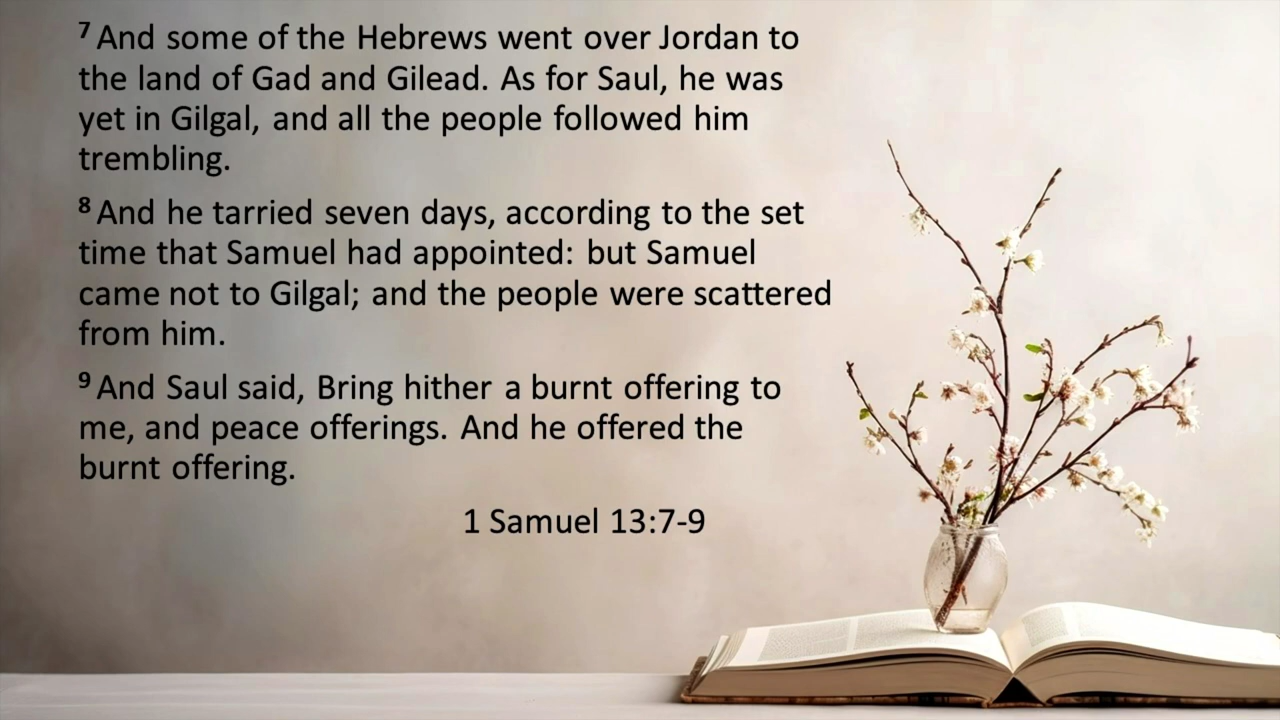 7 And some of the Hebrews went over Jordan to
the land of Gad and Gilead. As for Saul, he was
yet in Gilgal, and all the people followed him
trembling.
8 And he tarried seven days, according to the set
time that Samuel had appointed: but Samuel
came not to Gilgal; and the people were scattered
from him.
9 And Saul said, Bring hither a burnt offering to
me, and peace offerings. And he offered the
burnt offering.
1 Samuel 13:7-9